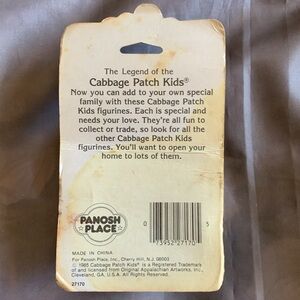 The Legend of the
Cabbage Patch Kids®
Now you can add to your own special
family with these Cabbage Patch
Kids figurines. Each is special and
needs your love. They're all fun to
collect or trade, so look for all the
other Cabbage Patch Kids
figurines. You'll want to open your
home to lots of them.
PANOSH
PLACE
0 73952 27170 5
MADE IN CHINA
For Panosh Place, Inc., Cherry Hill, N.J. 08003
© 1985 Cabbage Patch Kids® is a Registered Trademark
of and licensed from Original Appalachian Artworks, Inc.,
Cleveland, GA, U.S.A. All Rights Reserved.
27170